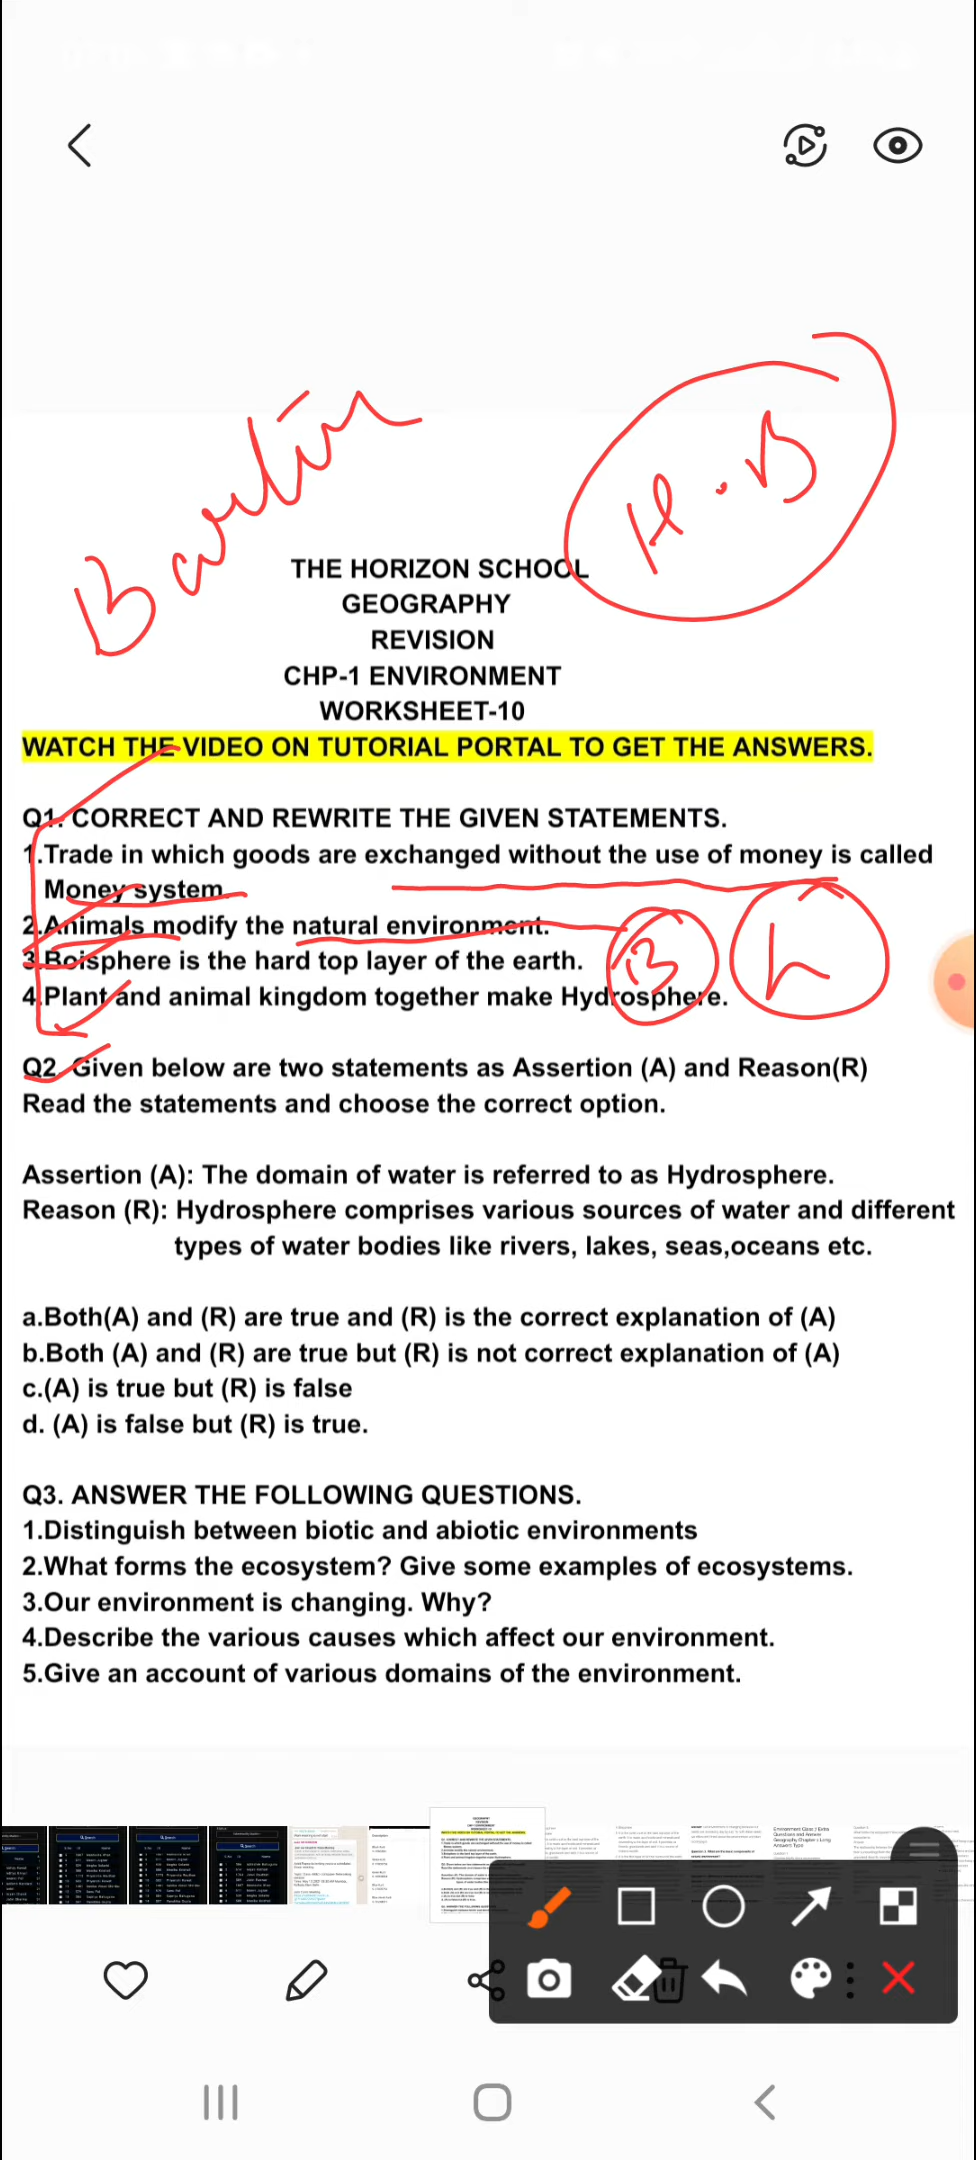 Bartir
H.B
THE HORIZON SCHOOL
GEOGRAPHY
REVISION
CHP-1 ENVIRONMENT
WORKSHEET-10
WATCH THE VIDEO ON TUTORIAL PORTAL TO GET THE ANSWERS.
Q1. CORRECT AND REWRITE THE GIVEN STATEMENTS.
1.Trade in which goods are exchanged without the use of money is called
Money system.
2.Animals modify the natural environment.
3.Boisphere is the hard top layer of the earth.
B
L
4.Plant and animal kingdom together make Hydrosphere.
Q2. Given below are two statements as Assertion (A) and Reason(R)
Read the statements and choose the correct option.
Assertion (A): The domain of water is referred to as Hydrosphere.
Reason (R): Hydrosphere comprises various sources of water and different
types of water bodies like rivers, lakes, seas,oceans etc.
a.Both(A) and (R) are true and (R) is the correct explanation of (A)
b.Both (A) and (R) are true but (R) is not correct explanation of (A)
c.(A) is true but (R) is false
d. (A) is false but (R) is true.
Q3. ANSWER THE FOLLOWING QUESTIONS.
1.Distinguish between biotic and abiotic environments
2.What forms the ecosystem? Give some examples of ecosystems.
3.Our environment is changing. Why?
4.Describe the various causes which affect our environment.
5.Give an account of various domains of the environment.